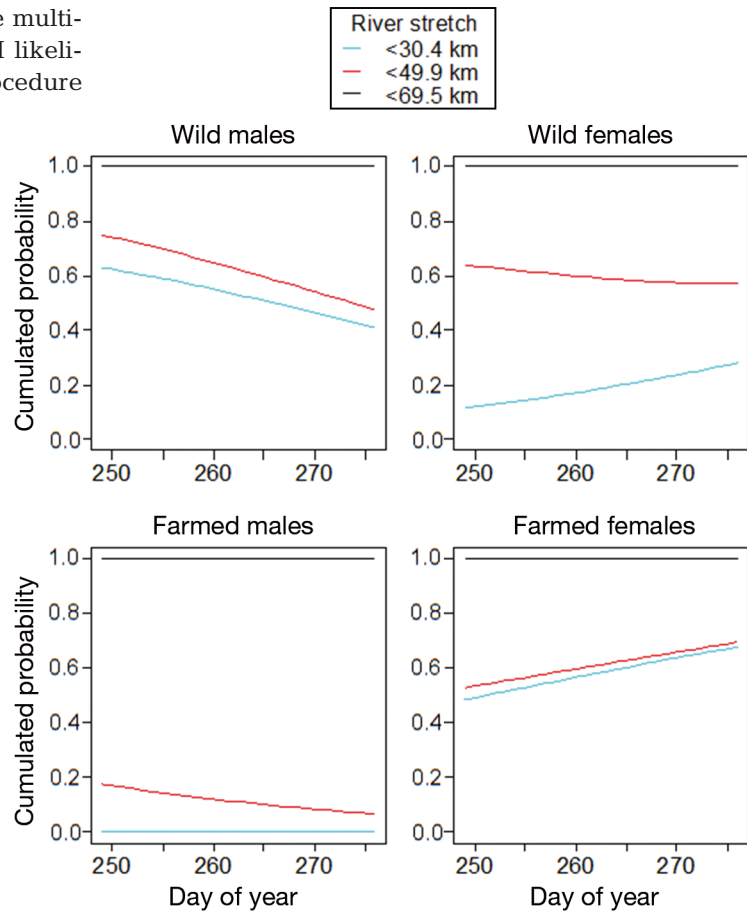 e multi-
I likeli-
ocedure
River stretch
<30.4 km
<49.9 km
<69.5 km
Wild males
Wild females
Cumulated probability
1.0
0.8
0.6
0.4
0.2
0.0
250 260 270
1.0
0.8
0.6
0.4
0.2
0.0
250 260 270
Farmed males
Farmed females
Cumulated probability
1.0
0.8
0.6
0.4
0.2
0.0
250 260 270
Day of year
1.0
0.8
0.6
0.4
0.2
0.0
250 260 270
Day of year